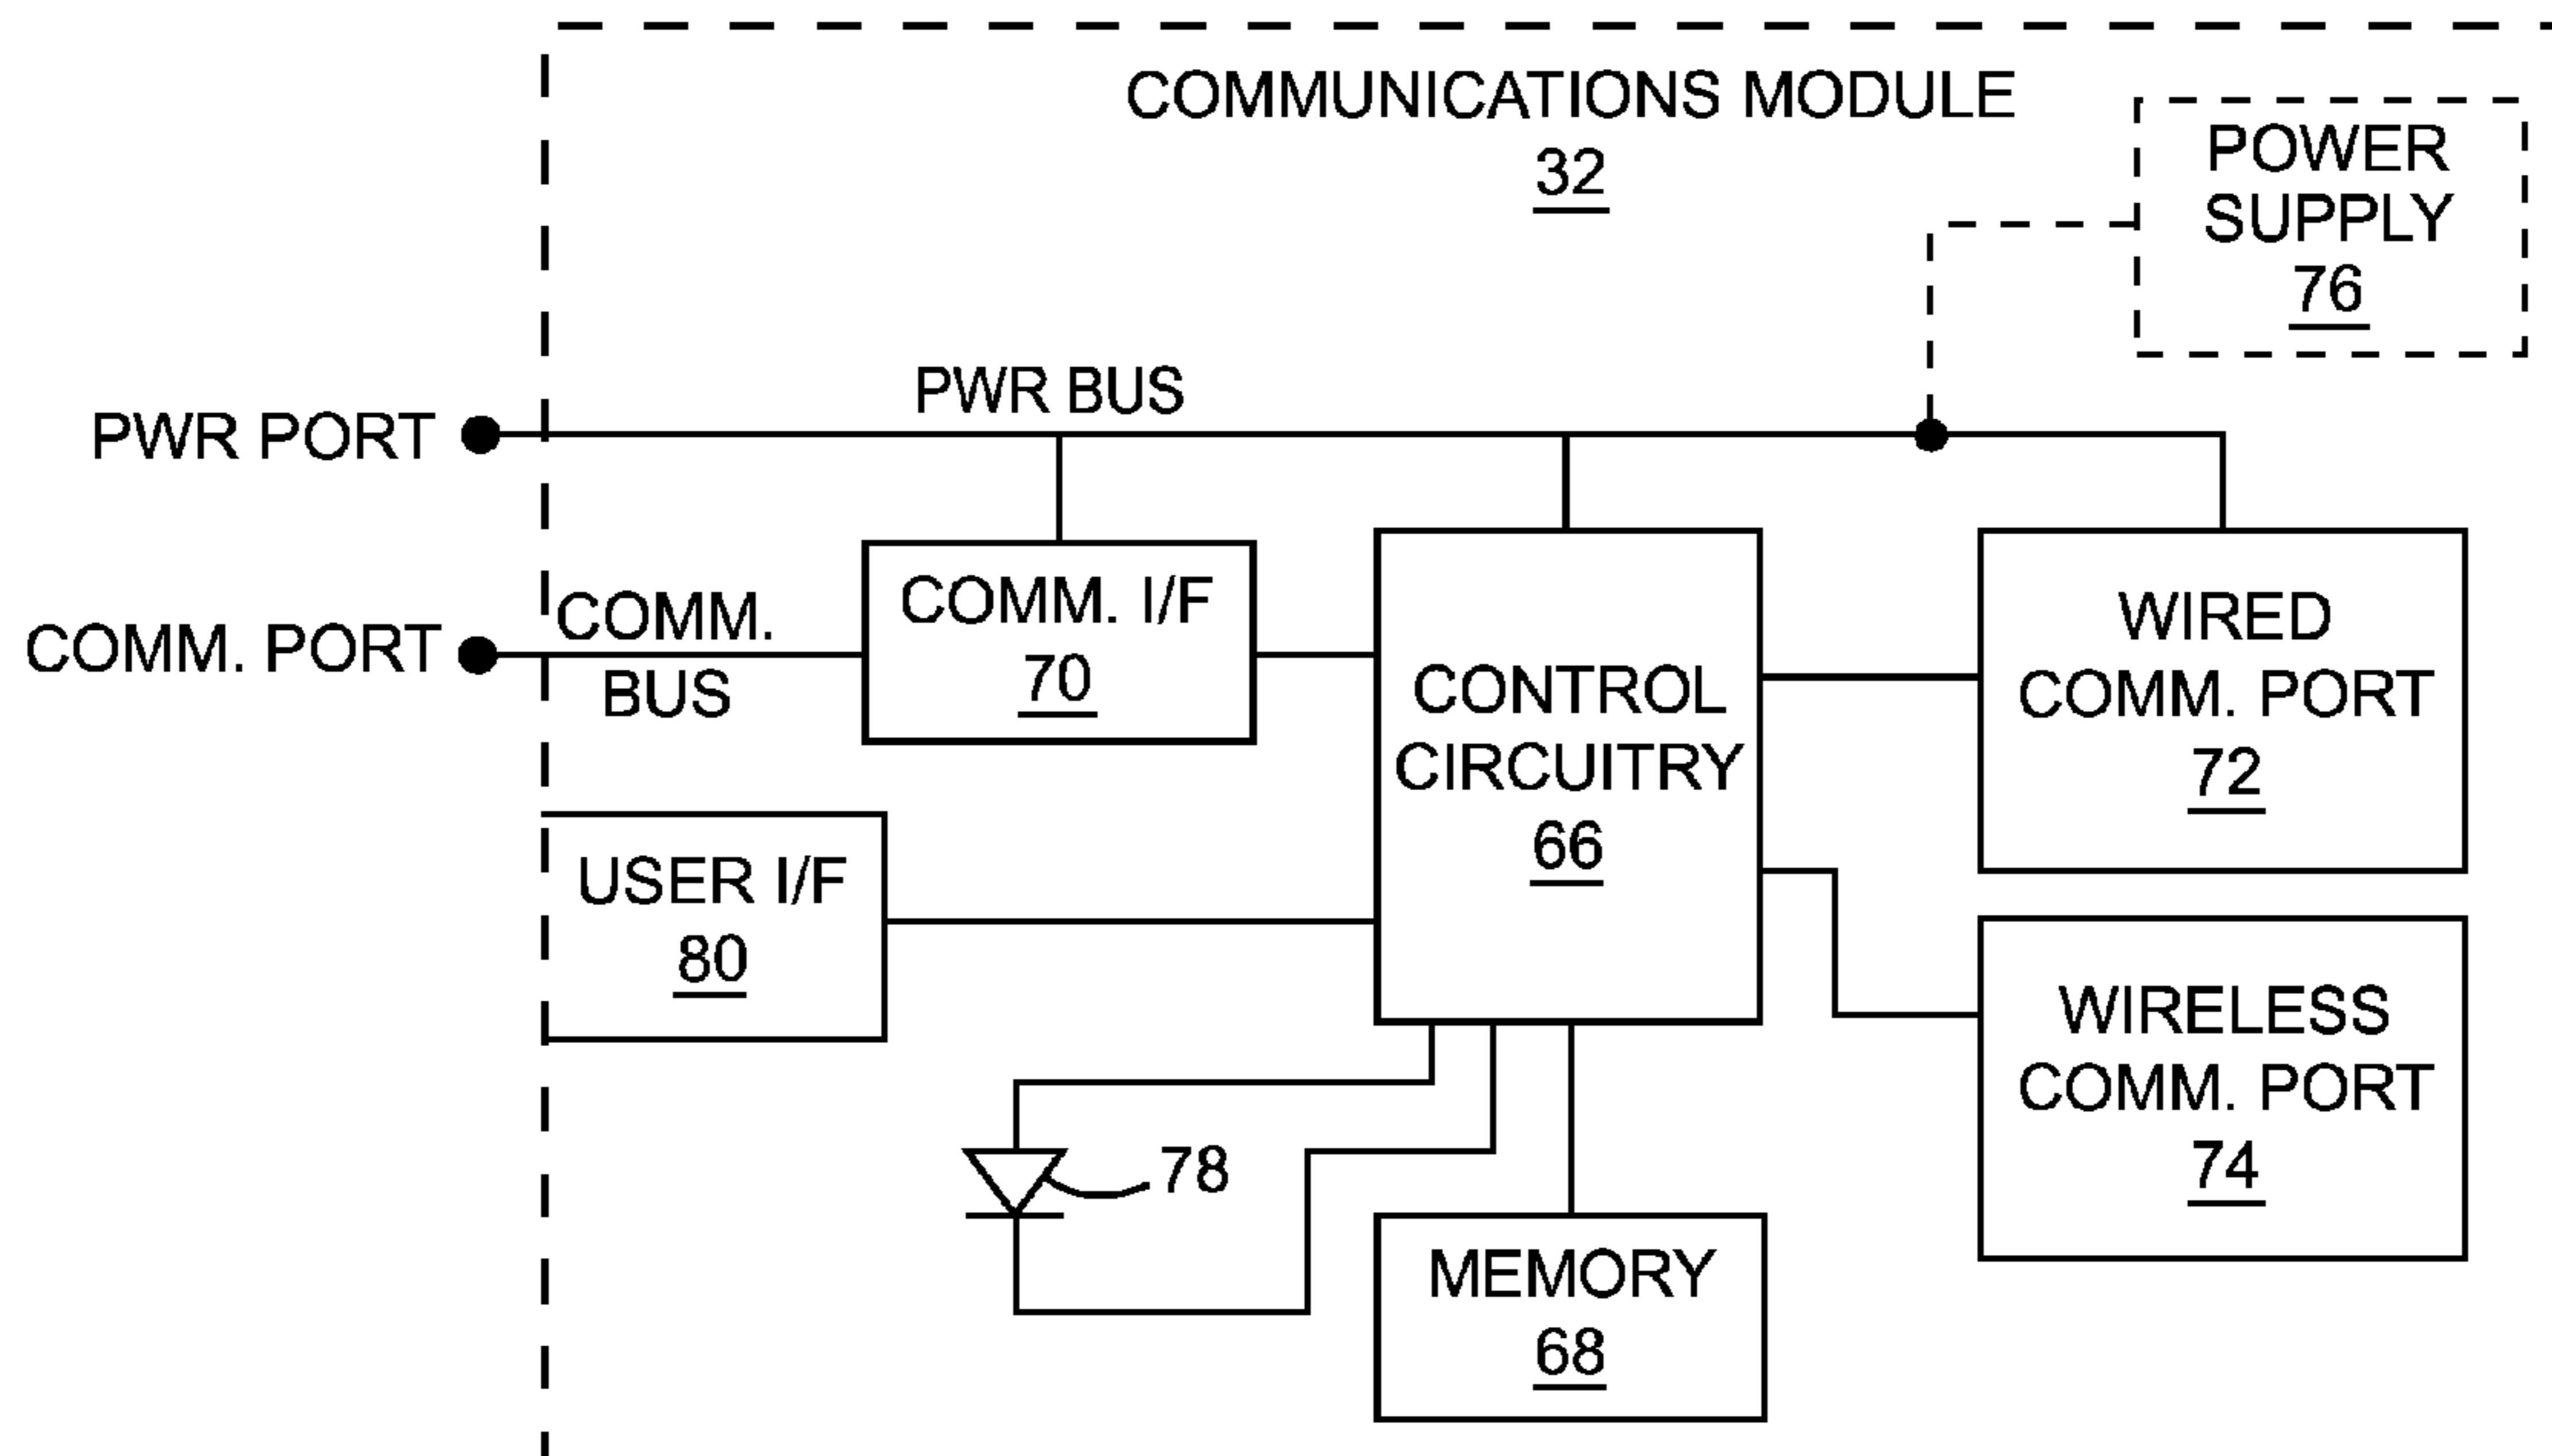 COMMUNICATIONS MODULE
32
POWER
SUPPLY
76
PWR BUS
PWR PORT
COMM. PORT
COMM.
BUS
COMM. I/F
70
CONTROL
CIRCUITRY
66
WIRED
COMM. PORT
72
USER I/F
80
WIRELESS
COMM. PORT
74
78
MEMORY
68